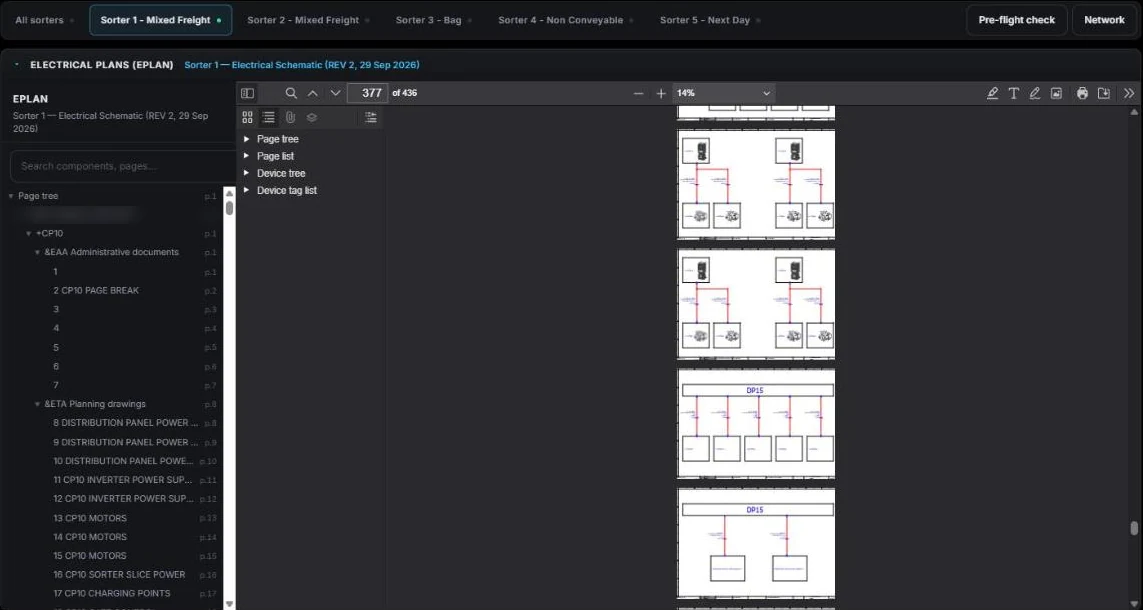 All sorters
Sorter 1 - Mixed Freight
Sorter 2 - Mixed Freight
Sorter 3 - Bag
Sorter 4 - Non Conveyable
Sorter 5 - Next Day
Pre-flight check
Network
ELECTRICAL PLANS (EPLAN) Sorter 1 — Electrical Schematic (REV 2, 29 Sep 2026)
EPLAN
Sorter 1 — Electrical Schematic (REV 2, 29 Sep
2026)
Search components, pages...
Page tree p.1
+CP10 p.1
&EAA Administrative documents p.1
1 p.1
2 CP10 PAGE BREAK p.2
3 p.3
4 p.4
5 p.5
6 p.6
7 p.7
&ETA Planning drawings p.8
8 DISTRIBUTION PANEL POWER ... p.8
9 DISTRIBUTION PANEL POWER ... p.9
10 DISTRIBUTION PANEL POWE... p.10
11 CP10 INVERTER POWER SUP... p.11
12 CP10 INVERTER POWER SUP... p.12
13 CP10 MOTORS p.13
14 CP10 MOTORS p.14
15 CP10 MOTORS p.15
16 CP10 SORTER SLICE POWER p.16
17 CP10 CHARGING POINTS p.17
377 of 436
14%
Page tree
Page list
Device tree
Device tag list
DP15
DP15